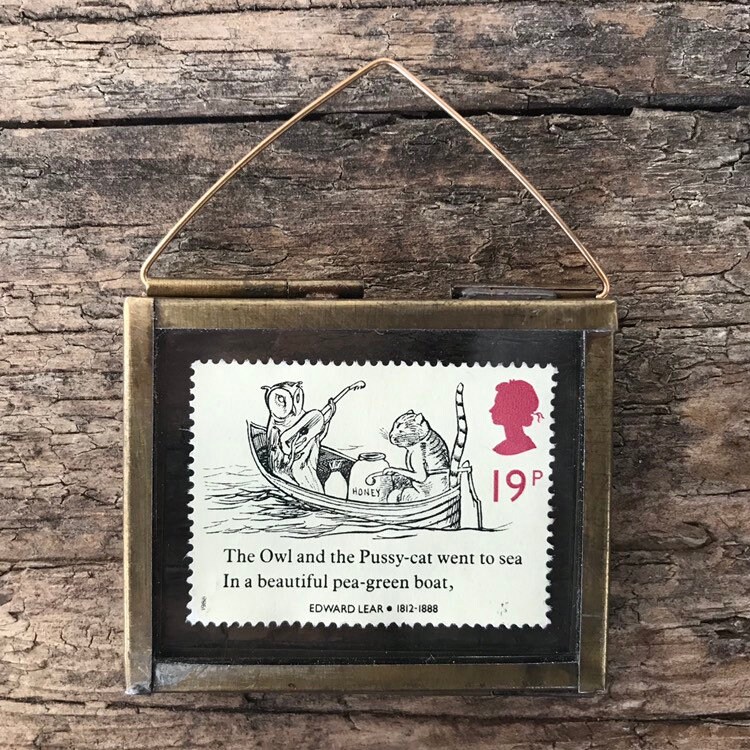 HONEY
19P
The Owl and the Pussy-cat went to sea
In a beautiful pea-green boat,
EDWARD LEAR • 1812-1888